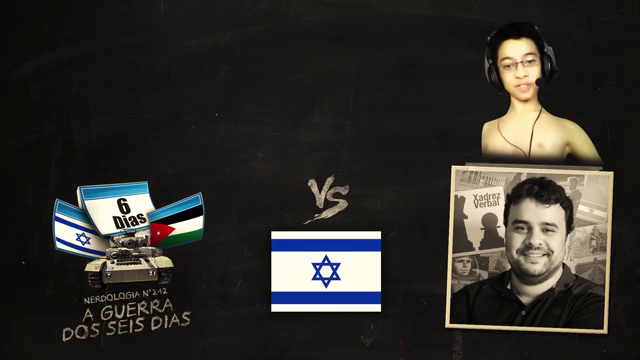 6
Dias
VS
Xadrez
Verbal
NERDOLOGIA Nº 242
A GUERRA
DOS SEIS DIAS